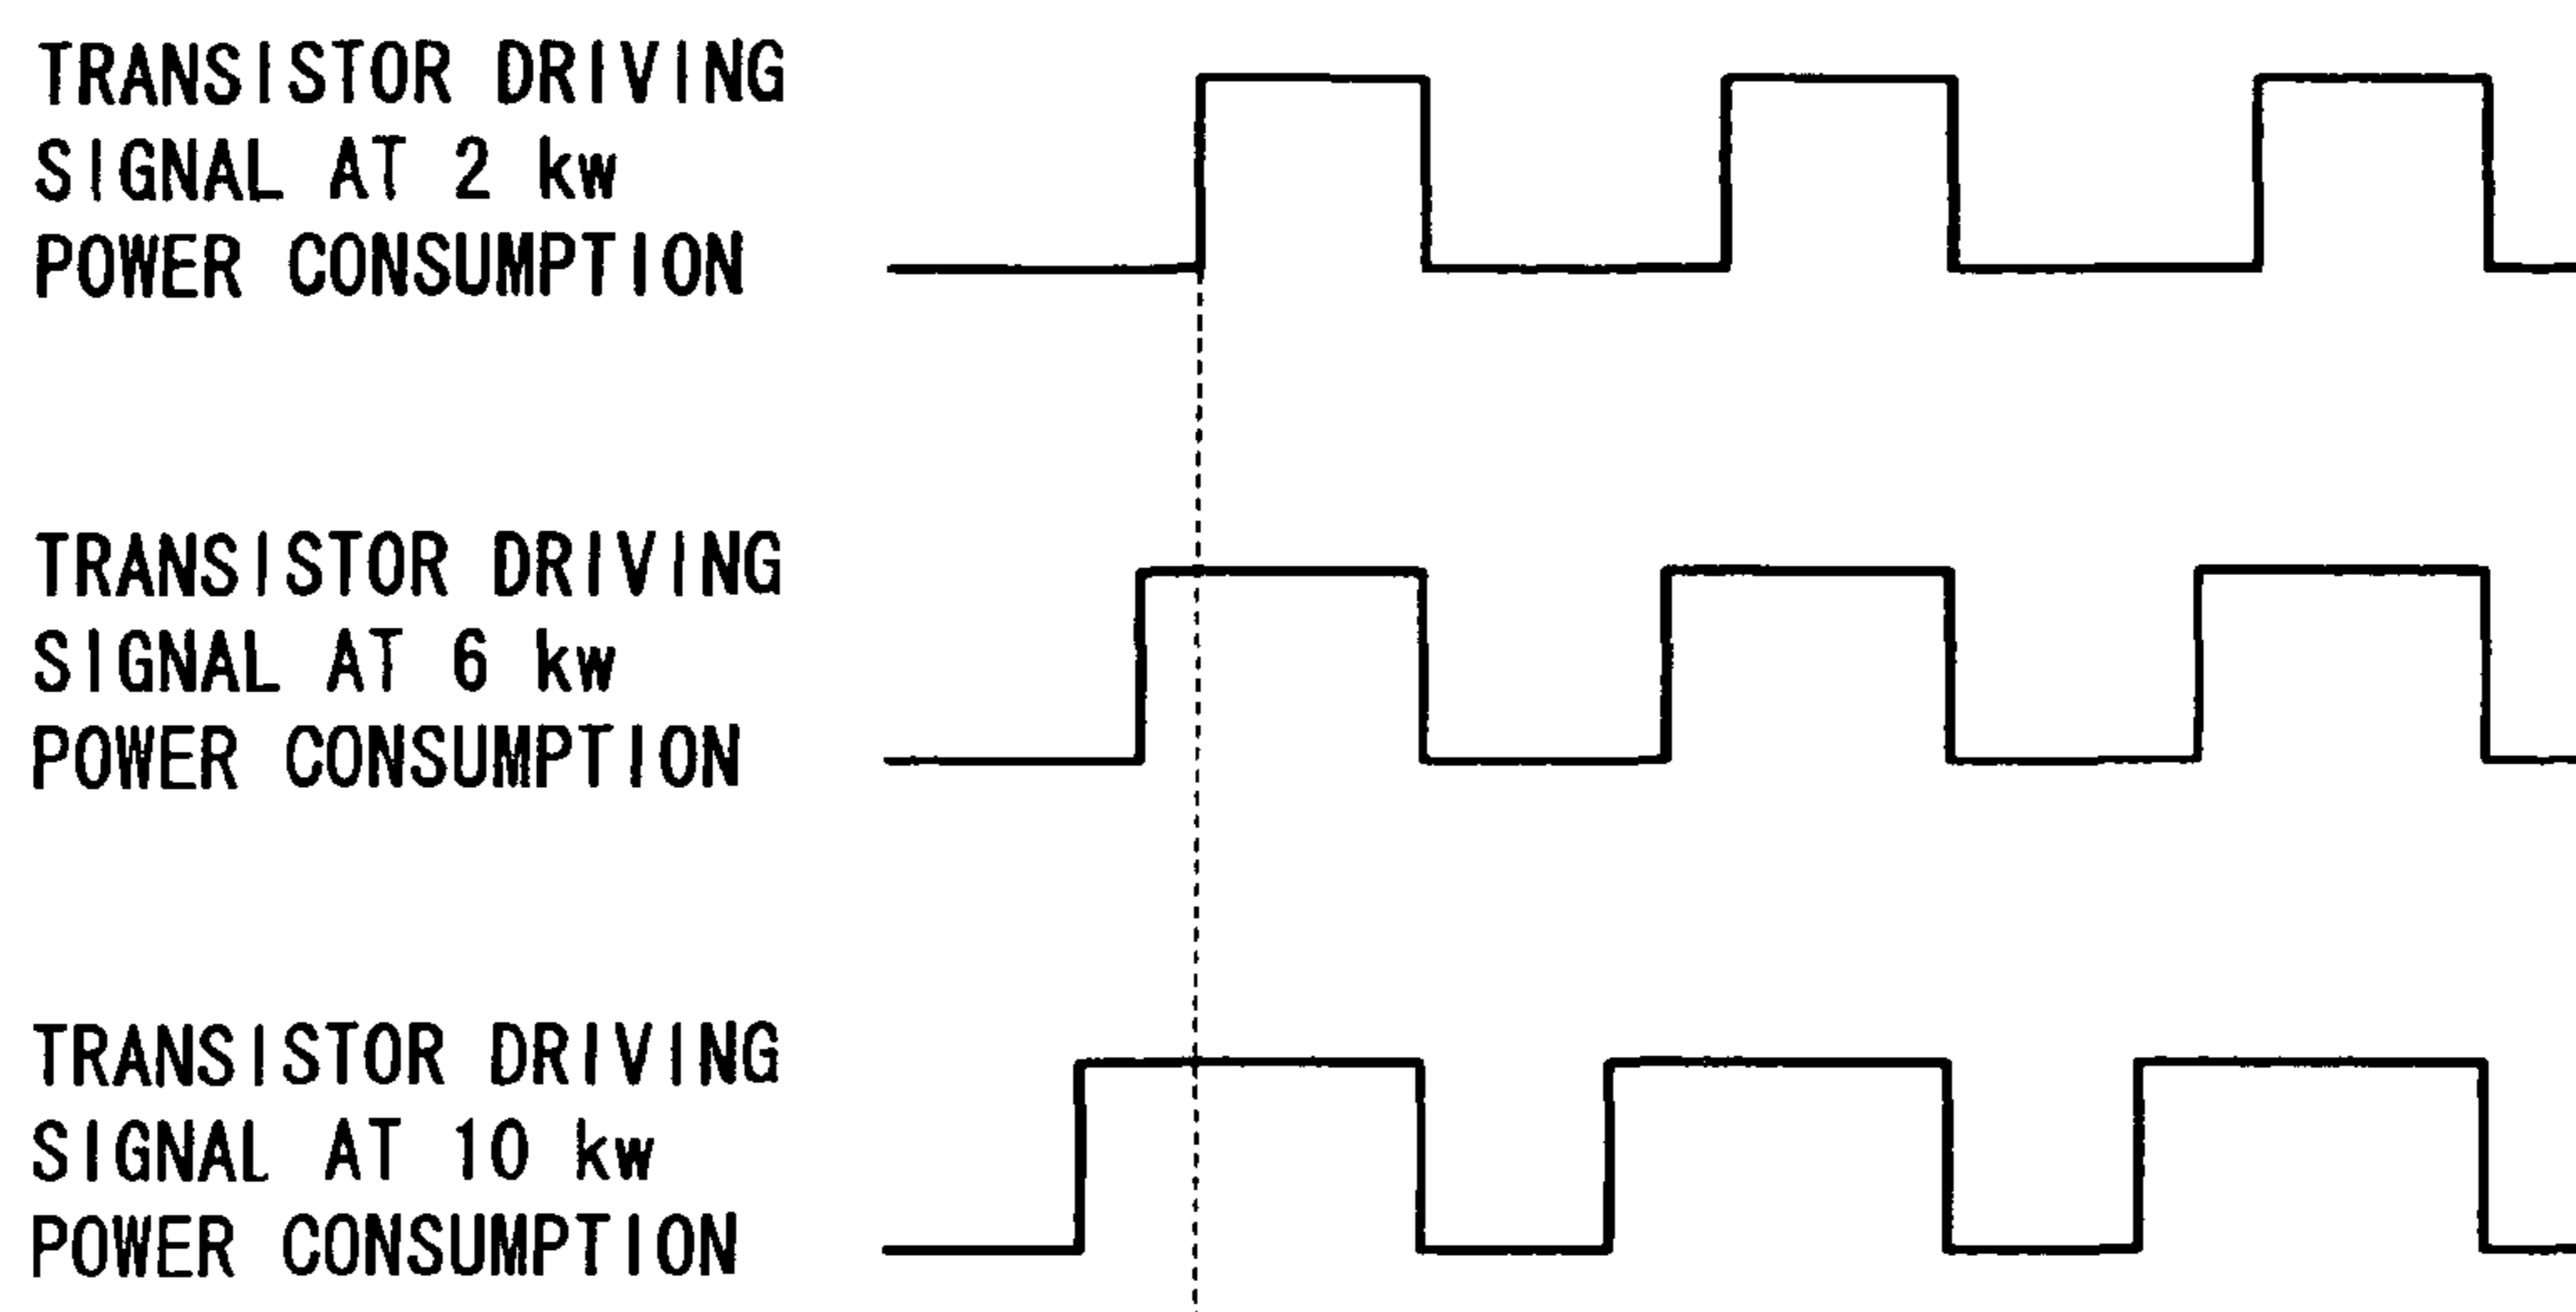 TRANSISTOR DRIVING
SIGNAL AT 2 kw
POWER CONSUMPTION
TRANSISTOR DRIVING
SIGNAL AT 6 kw
POWER CONSUMPTION
TRANSISTOR DRIVING
SIGNAL AT 10 kw
POWER CONSUMPTION